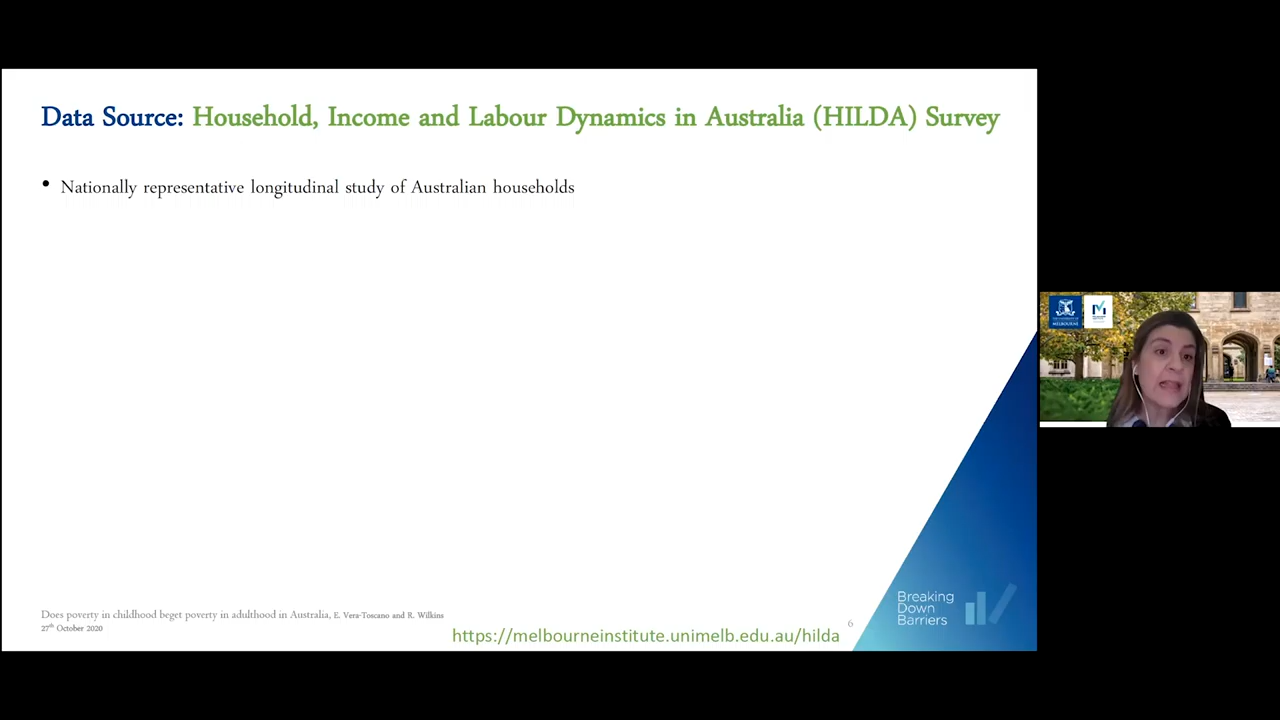 Data Source: Household, Income and Labour Dynamics in Australia (HILDA) Survey
• Nationally representative longitudinal study of Australian households
Does poverty in childhood beget poverty in adulthood in Australia, E. Vera-Toscano and R. Wilkins
27th October 2020
https://melbourneinstitute.unimelb.edu.au/hilda
6
Breaking
Down
Barriers
MELBOURNE